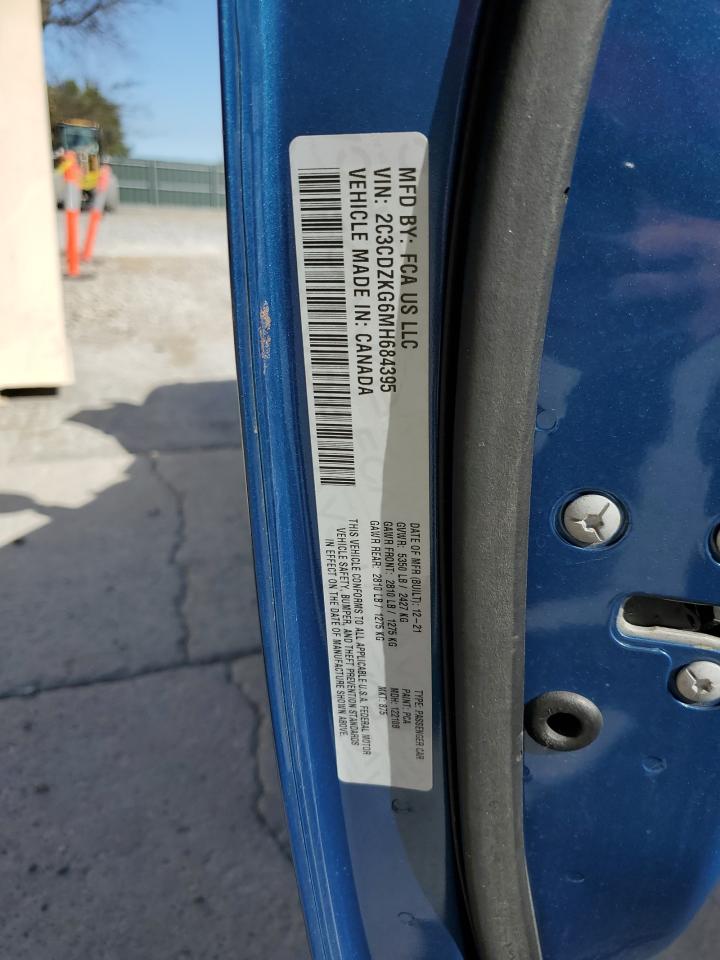 MFD BY: FCA US LLC
VIN: 2C3CDZKG6MH684395
VEHICLE MADE IN: CANADA
DATE OF MFR (BUILT): 12-21
GVWR: 5350 LB / 2427 KG
GAWR FRONT: 2810 LB / 1275 KG
GAWR REAR: 2810 LB / 1275 KG
TYPE: PASSENGER CAR
PAINT: PCA
MDH: 122108
THIS VEHICLE CONFORMS TO ALL APPLICABLE U.S.A. FEDERAL MOTOR
VEHICLE SAFETY, BUMPER, AND THEFT PREVENTION STANDARDS
IN EFFECT ON THE DATE OF MANUFACTURE SHOWN ABOVE.